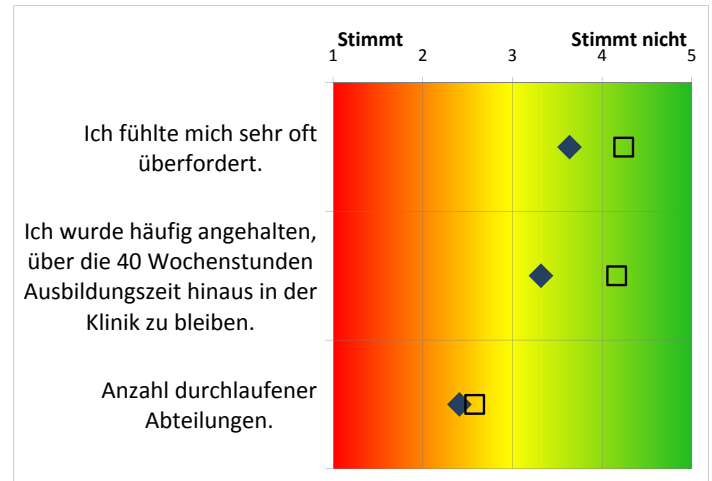 Stimmt Stimmt nicht
1 2 3 4 5
Ich fühlte mich sehr oft
überfordert.
Ich wurde häufig angehalten,
über die 40 Wochenstunden
Ausbildungszeit hinaus in der
Klinik zu bleiben.
Anzahl durchlaufener
Abteilungen.